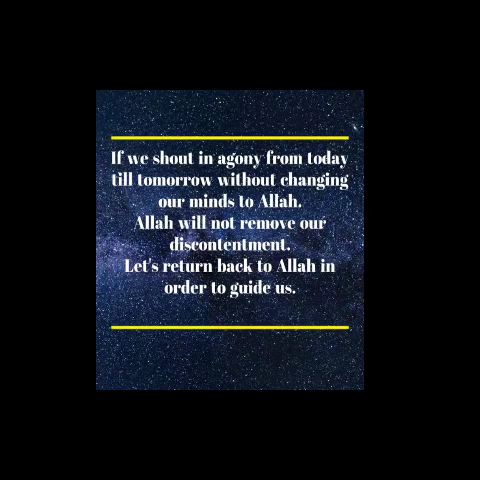 If we shout in agony from today
till tomorrow without changing
our minds to Allah.
Allah will not remove our
discontentment.
Let's return back to Allah in
order to guide us.